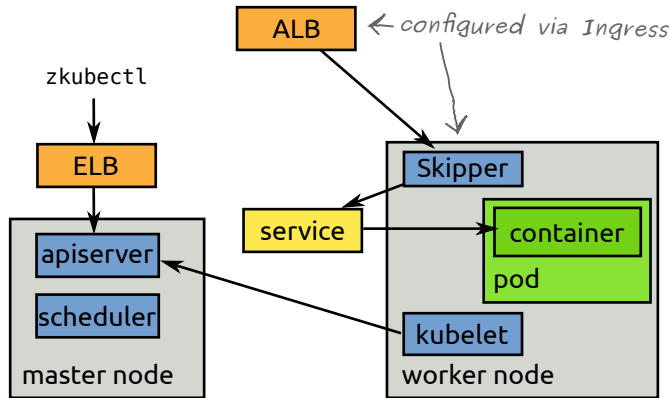 ALB
configured via Ingress
zkubectl
ELB
Skipper
service
container
pod
apiserver
scheduler
kubelet
master node
worker node